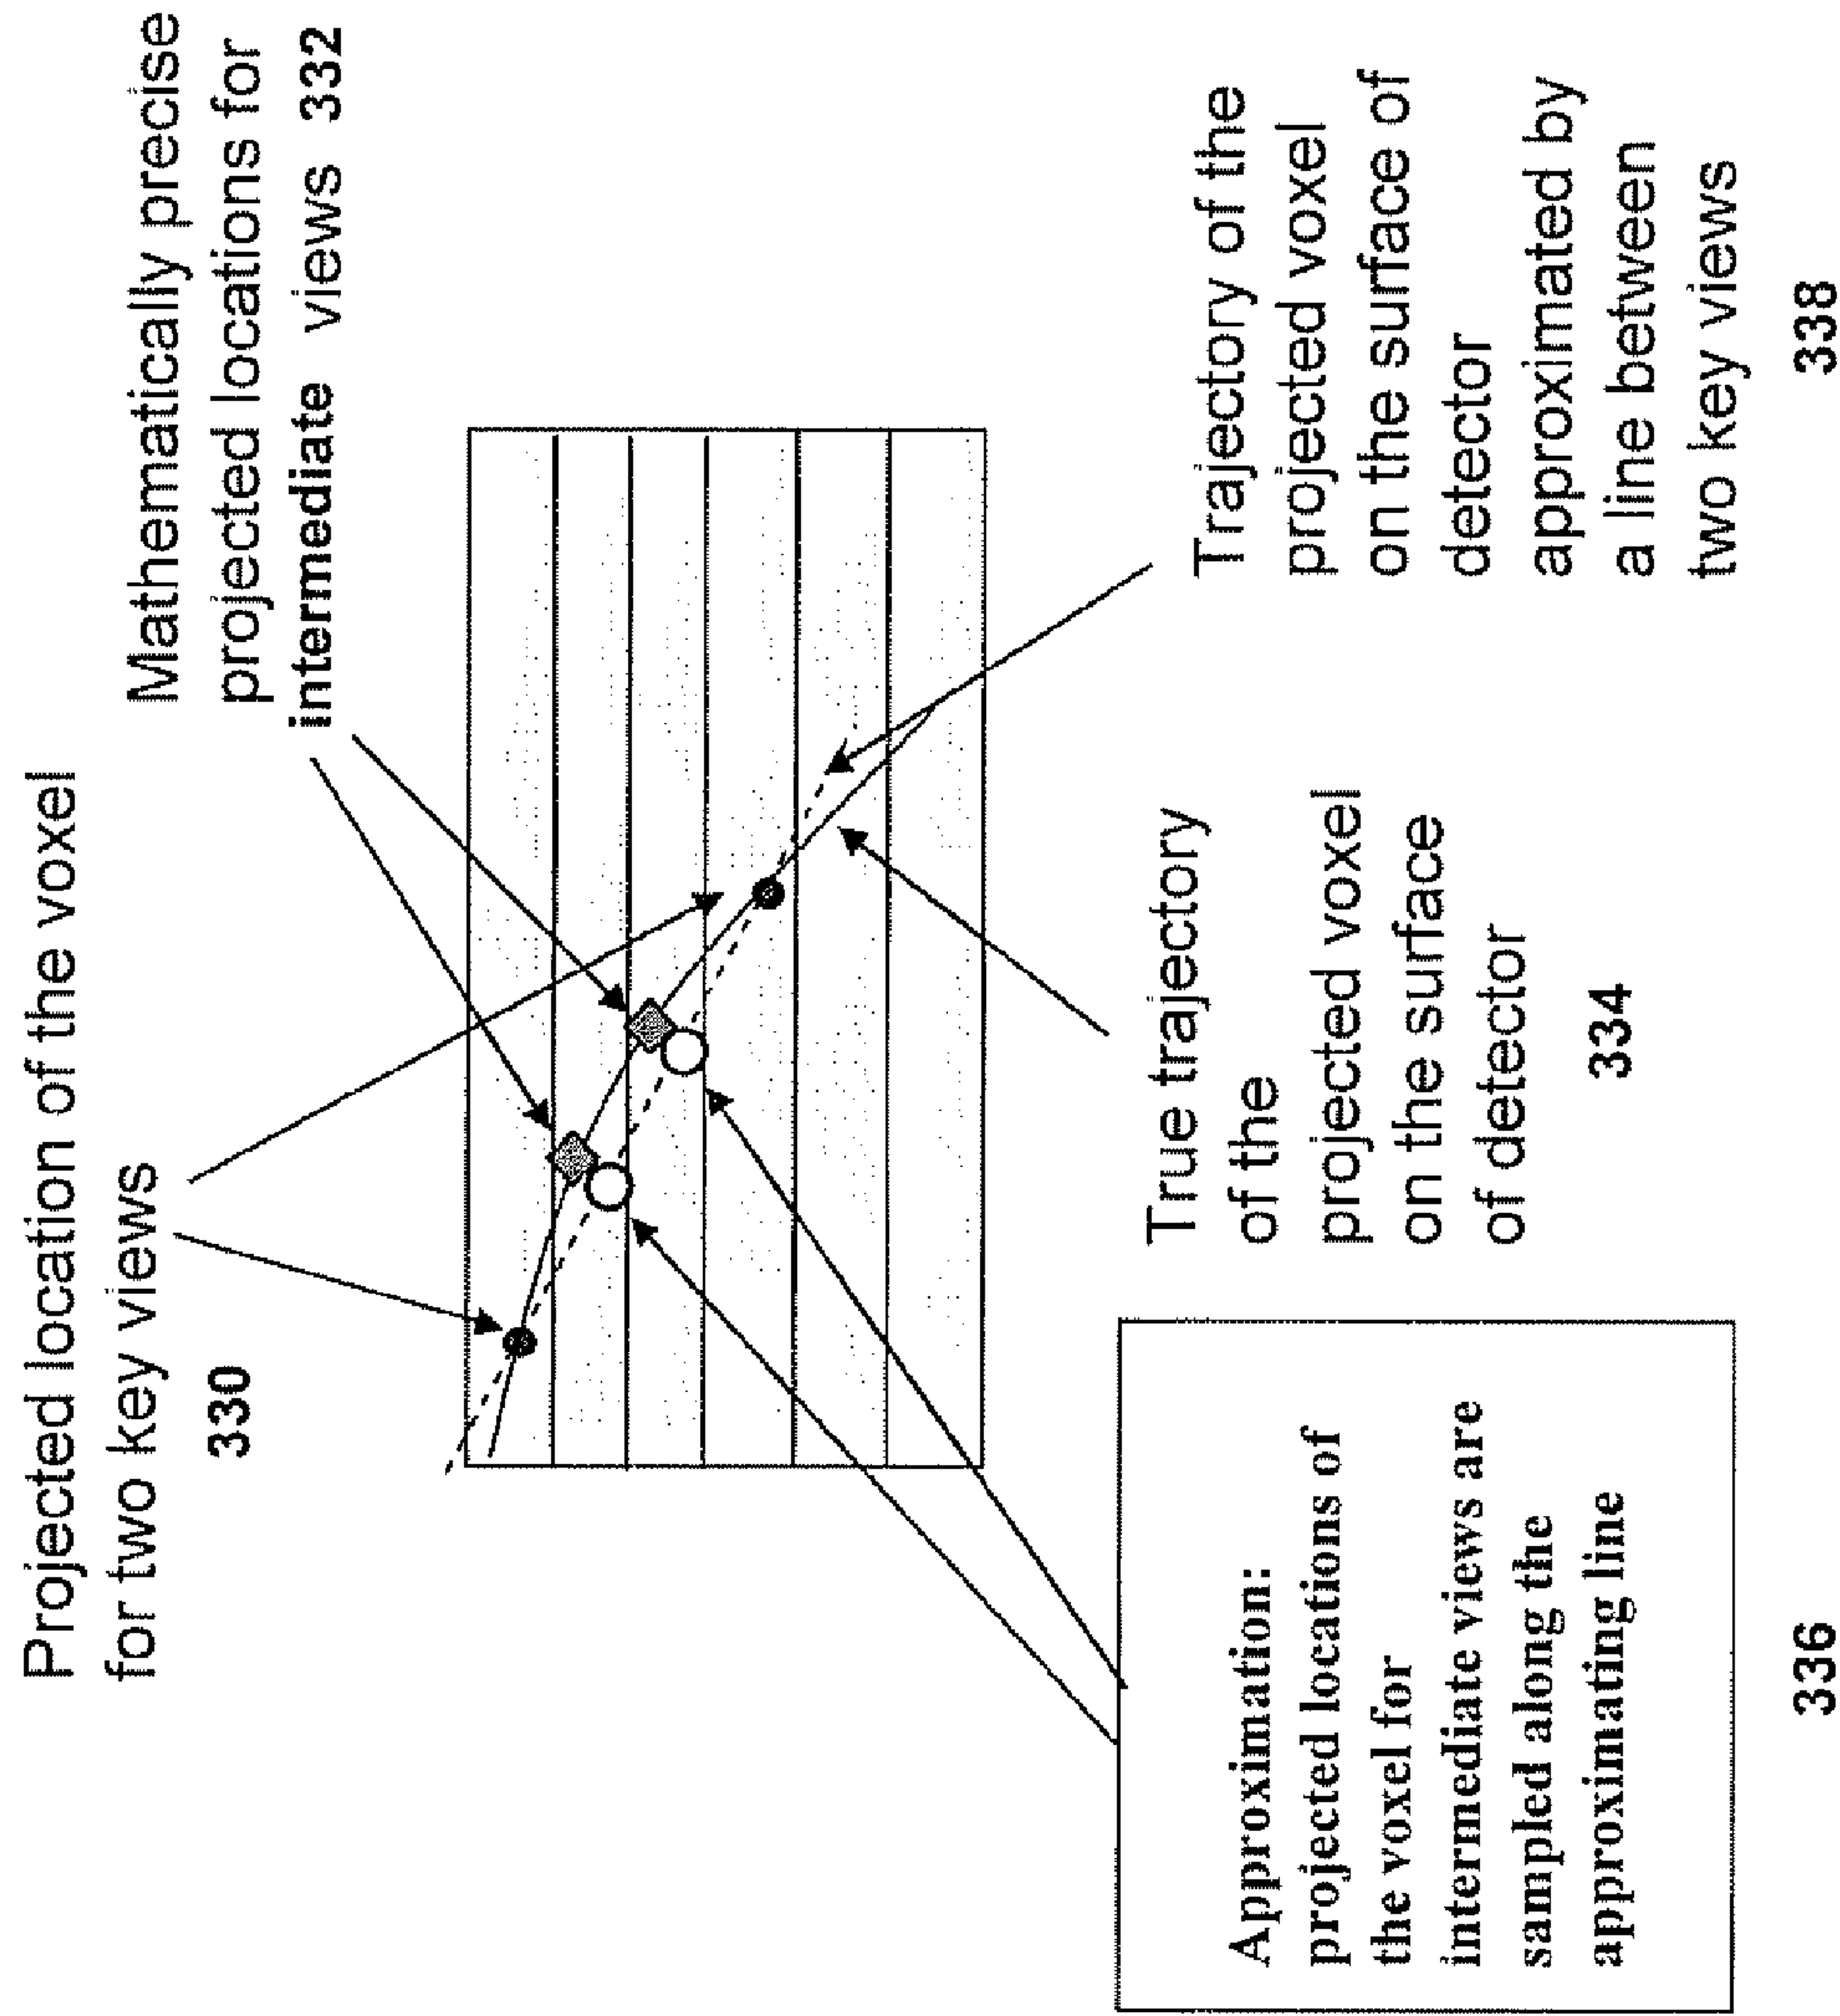 Projected location of the voxel
for two key views
330
Mathematically precise
projected locations for
intermediate views 332
Approximation:
projected locations of
the voxel for
intermediate views are
sampled along the
approximating line
336
True trajectory
of the
projected voxel
on the surface
of detector
334
Trajectory of the
projected voxel
on the surface of
detector
approximated by
a line between
two key views
338